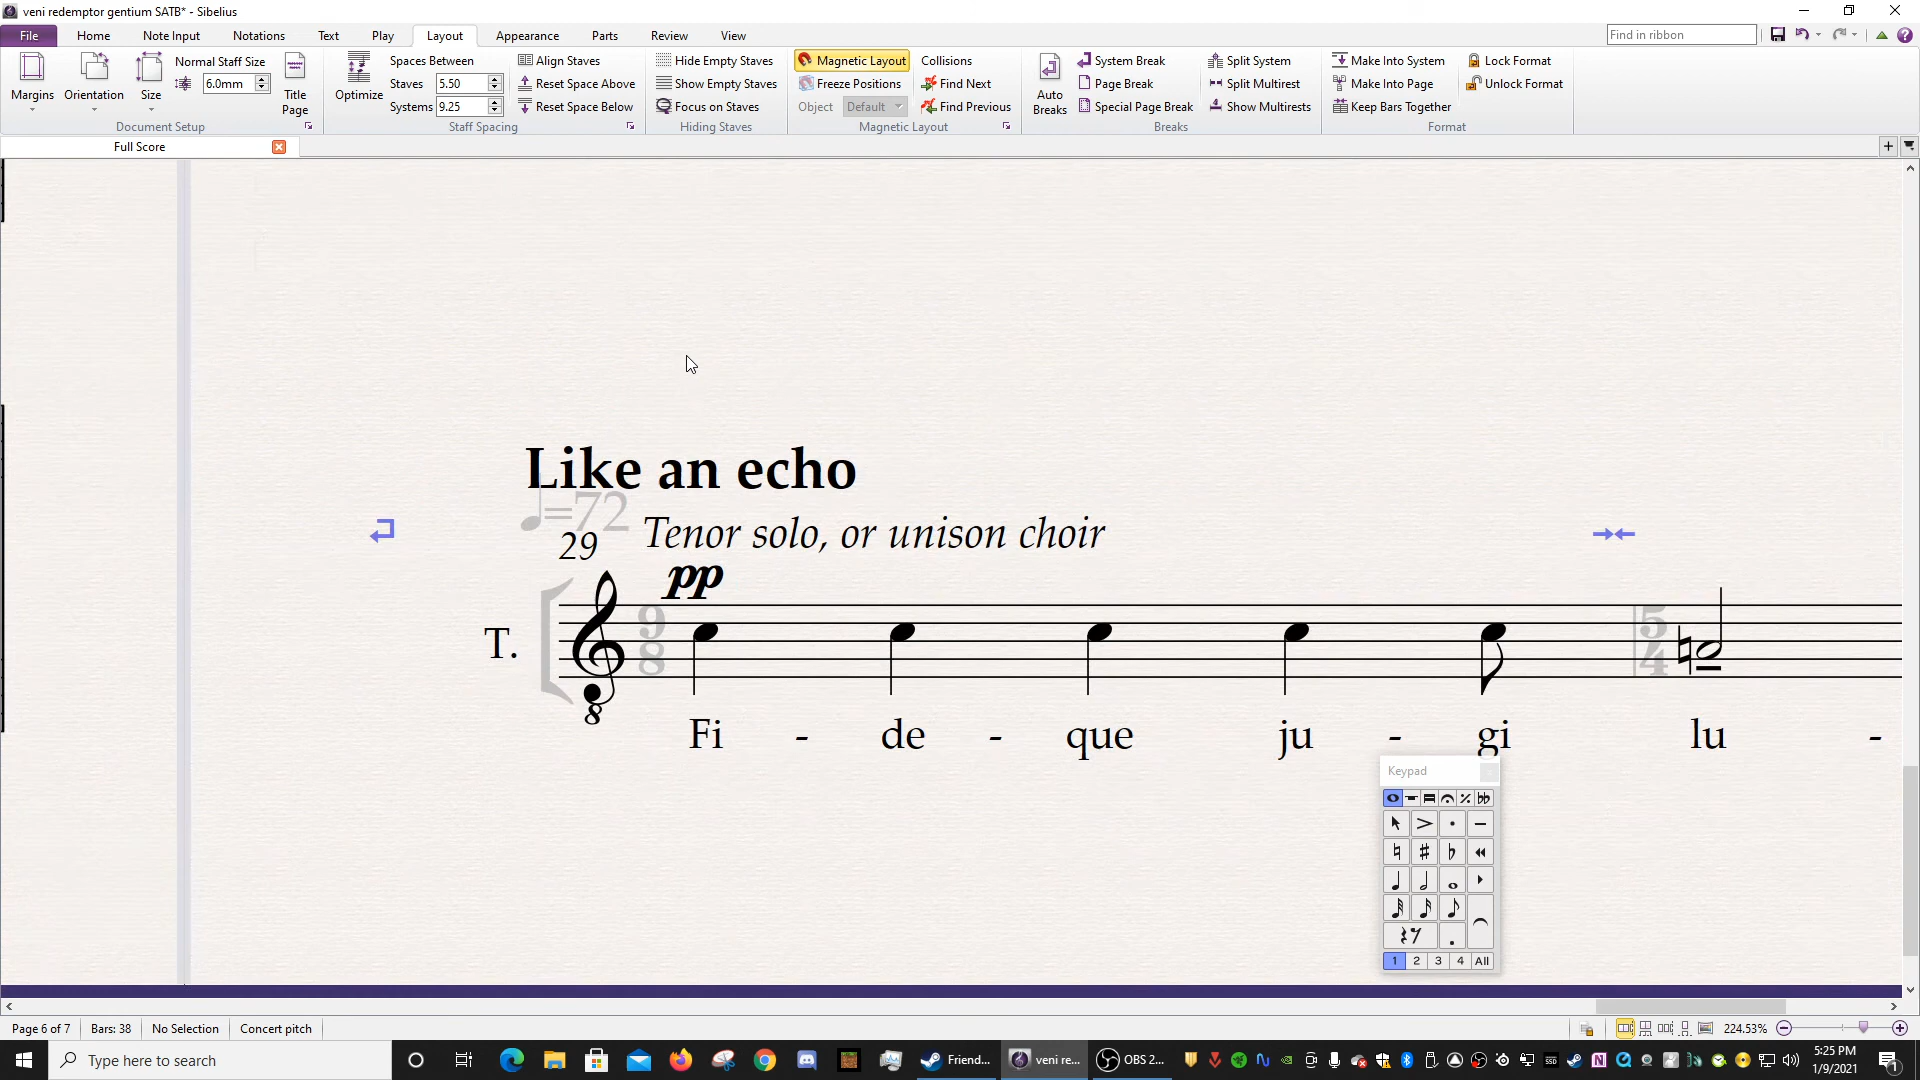 veni redemptor gentium SATB* - Sibelius
File Home Note Input Notations Text Play Layout Appearance Parts Review View Find in ribbon
Margins Orientation Size Normal Staff Size 6.0mm Title Page
Document Setup
Optimize Spaces Between Staves 5.50 Systems 9.25
Align Staves
Reset Space Above
Reset Space Below
Staff Spacing
Hide Empty Staves
Show Empty Staves
Focus on Staves
Hiding Staves
Magnetic Layout Collisions
Freeze Positions Find Next
Object Default Find Previous
Magnetic Layout
Auto Breaks
System Break Split System
Page Break Split Multirest
Special Page Break Show Multirests
Breaks
Make Into System Lock Format
Make Into Page Unlock Format
Keep Bars Together
Format
Full Score
Like an echo
=72
29 Tenor solo, or unison choir
pp
9 8
5 4
T.
8
Fi - de - que ju - gi lu -
Keypad
1 2 3 4 All
Page 6 of 7 Bars: 38 No Selection Concert pitch 224.53%
Type here to search
Friend...
veni re...
OBS 2...
5:25 PM
1/9/2021
1